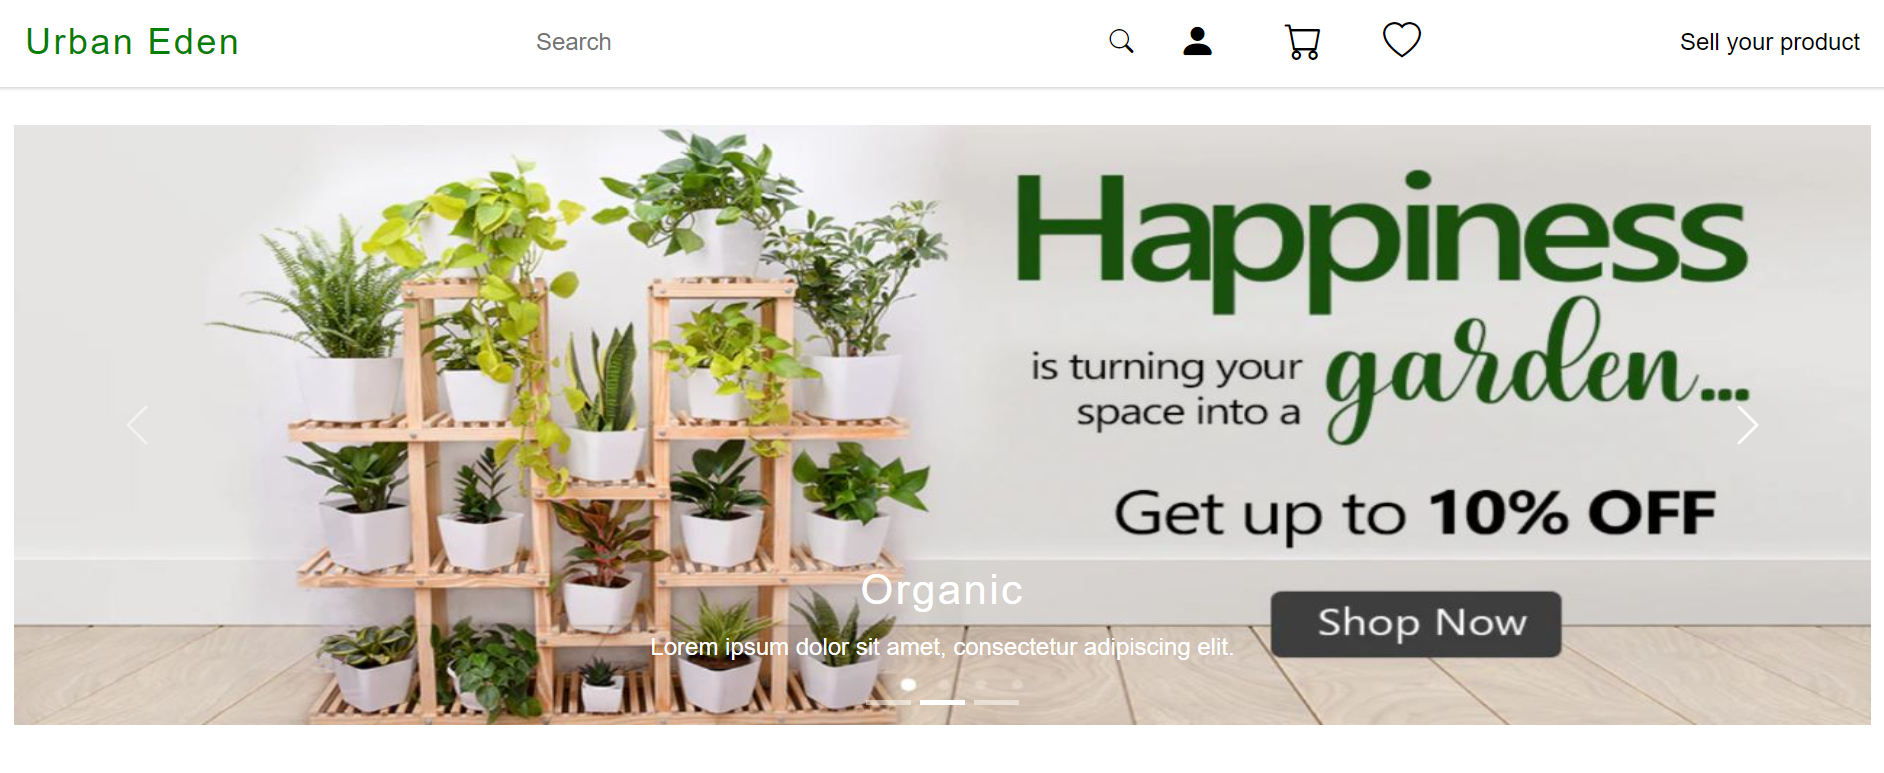 Urban Eden
Search
Sell your product
Happiness
is turning your
space into a
garden...
Get up to 10% OFF
Shop Now
Organic
Lorem ipsum dolor sit amet, consectetur adipiscing elit.